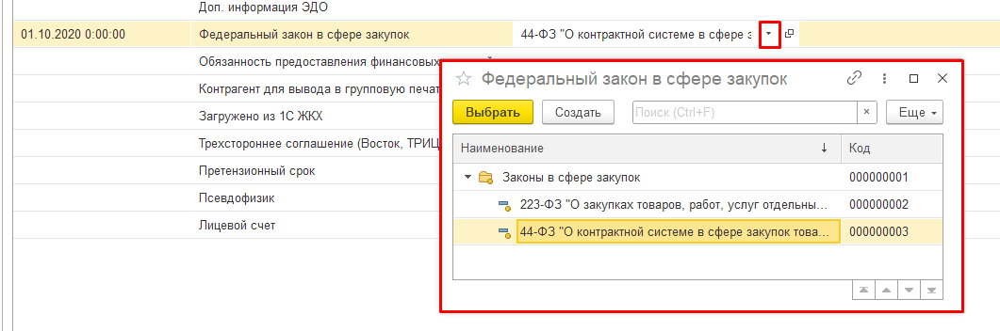 Доп. информация ЭДО
01.10.2020 0:00:00 Федеральный закон в сфере закупок 44-ФЗ "О контрактной системе в сфере з
Обязанность предоставления финансовых
Контрагент для вывода в групповую печат
Загружено из 1С ЖКХ
Трехстороннее соглашение (Восток, ТРИЦ
Претензионный срок
Псевдофизик
Лицевой счет
Федеральный закон в сфере закупок
Выбрать Создать Поиск (Ctrl+F) × Еще
Наименование ↓ Код
Законы в сфере закупок 000000001
223-ФЗ "О закупках товаров, работ, услуг отдельны... 000000002
44-ФЗ "О контрактной системе в сфере закупок това... 000000003